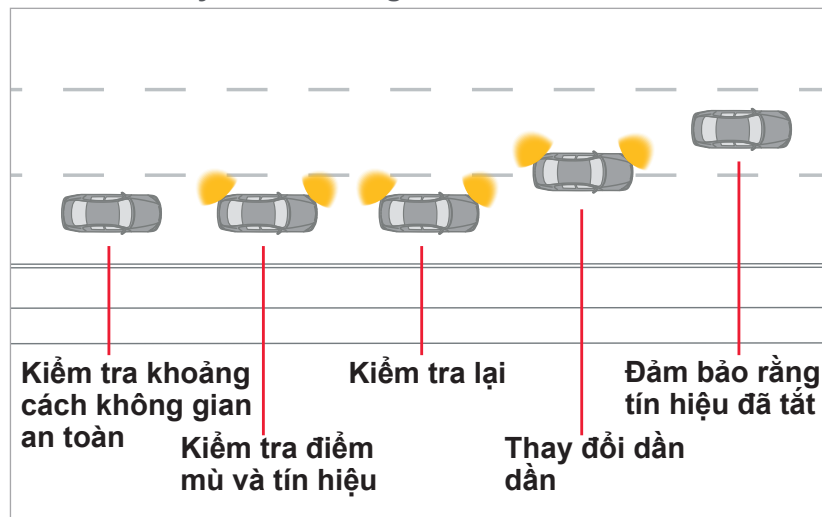 Kiểm tra khoảng
cách không gian
an toàn
Kiểm tra điểm
mù và tín hiệu
Kiểm tra lại
Thay đổi dần
dần
Đảm bảo rằng
tín hiệu đã tắt